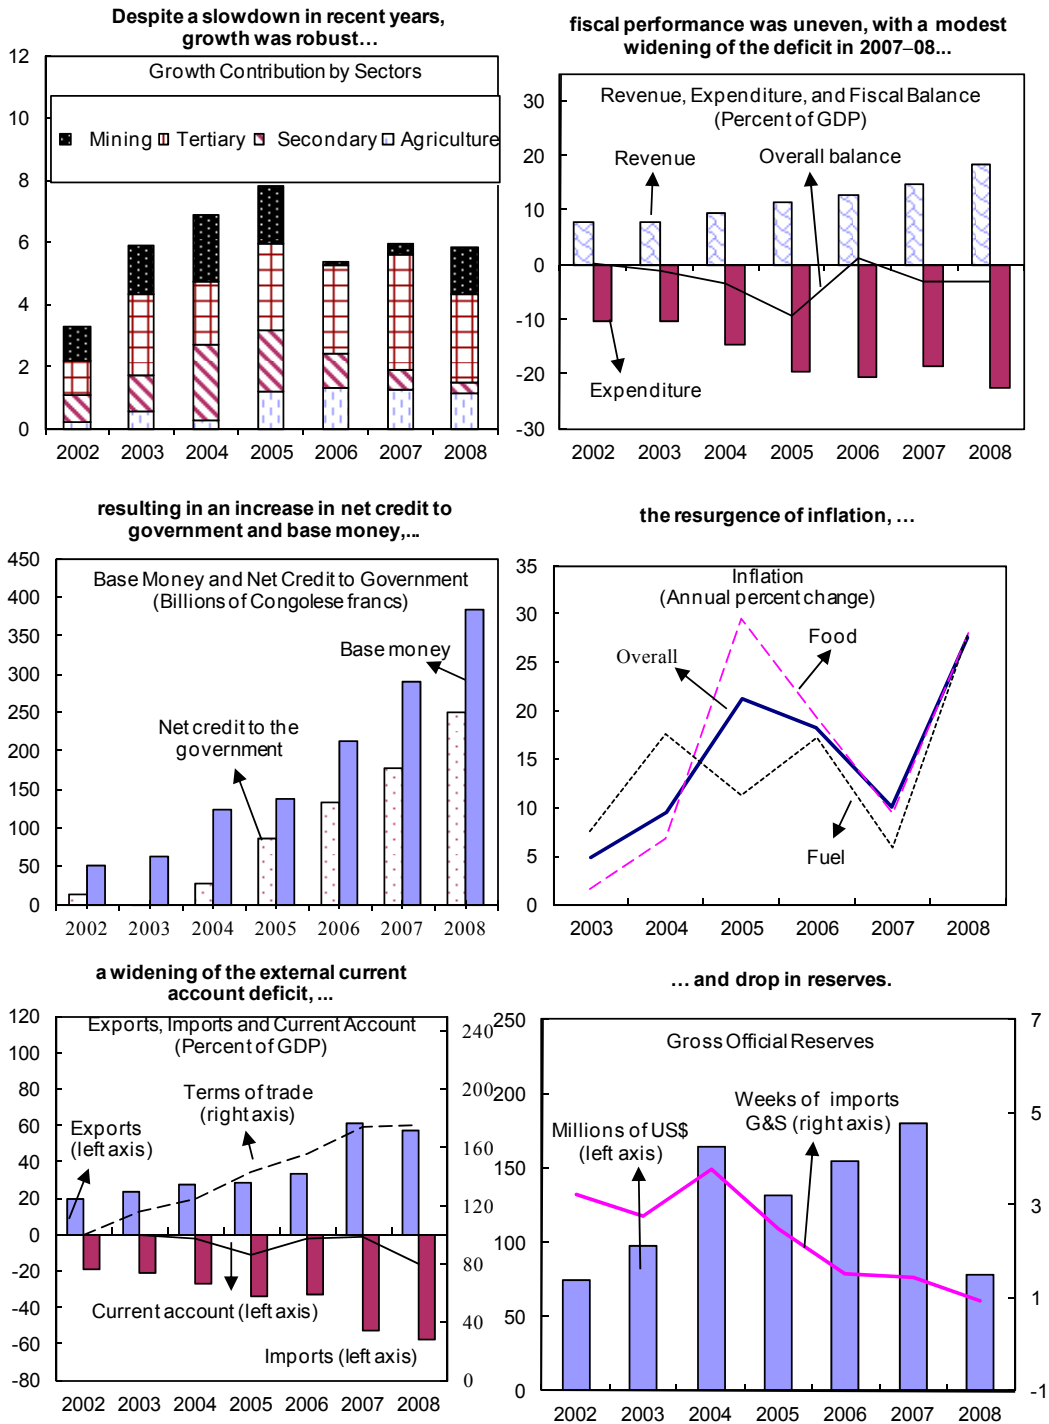 Despite a slowdown in recent years,
growth was robust…
12
10
8
6
4
2
0
Growth Contribution by Sectors
Mining Tertiary Secondary Agriculture
2002 2003 2004 2005 2006 2007 2008
fiscal performance was uneven, with a modest
widening of the deficit in 2007–08...
30
20
10
0
-10
-20
-30
Revenue, Expenditure, and Fiscal Balance
(Percent of GDP)
Revenue
Overall balance
Expenditure
2002 2003 2004 2005 2006 2007 2008
resulting in an increase in net credit to
government and base money,...
450
400
350
300
250
200
150
100
50
0
Base Money and Net Credit to Government
(Billions of Congolese francs)
Base money
Net credit to the
government
2002 2003 2004 2005 2006 2007 2008
the resurgence of inflation, …
35
30
25
20
15
10
5
0
Inflation
(Annual percent change)
Overall
Food
Fuel
2003 2004 2005 2006 2007 2008
a widening of the external current
account deficit, ...
120
100
80
60
40
20
0
-20
-40
-60
-80
Exports, Imports and Current Account
(Percent of GDP)
Terms of trade
(right axis)
Exports
(left axis)
Current account (left axis)
Imports (left axis)
240
200
160
120
80
40
0
2002 2003 2004 2005 2006 2007 2008
… and drop in reserves.
250
200
150
100
50
0
Gross Official Reserves
Weeks of imports
G&S (right axis)
Millions of US$
(left axis)
7
5
3
1
-1
2002 2003 2004 2005 2006 2007 2008